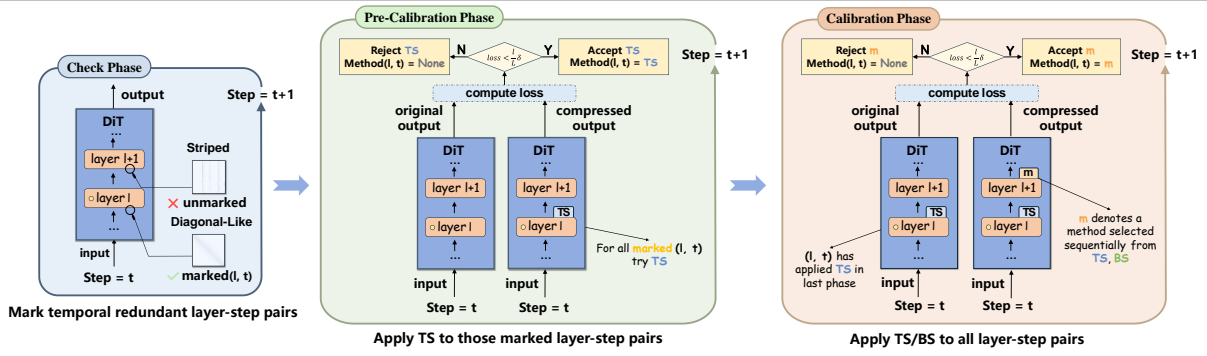 Check Phase
output
Step = t+1
DiT
...
layer l+1
layer l
...
input
Step = t
Striped
unmarked
Diagonal-Like
marked(l, t)
Mark temporal redundant layer-step pairs
Pre-Calibration Phase
Reject TS
Method(l, t) = None
N
loss < l/L δ
Y
Accept TS
Method(l, t) = TS
Step = t+1
compute loss
original
output
compressed
output
DiT
...
layer l+1
layer l
...
input
Step = t
DiT
...
layer l+1
TS
layer l
...
input
Step = t
For all marked (l, t)
try TS
Apply TS to those marked layer-step pairs
Calibration Phase
Reject m
Method(l, t) = None
N
loss < l/L δ
Y
Accept m
Method(l, t) = m
Step = t+1
compute loss
original
output
compressed
output
DiT
...
layer l+1
TS
layer l
...
input
Step = t
DiT
...
m
layer l+1
TS
layer l
...
input
Step = t
(l, t) has
applied TS in
last phase
m denotes a
method selected
sequentially from
TS, BS
Apply TS/BS to all layer-step pairs